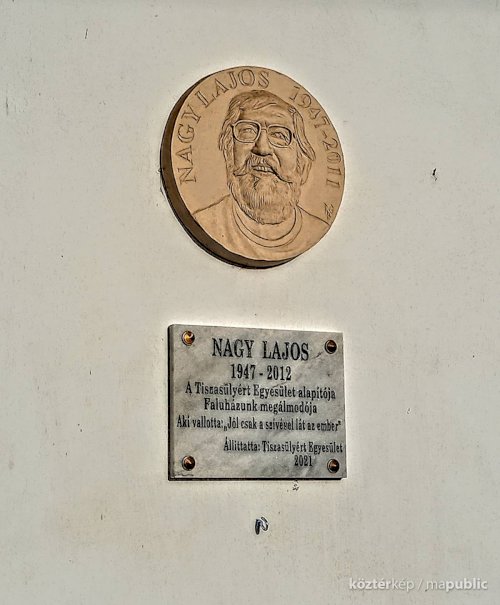 NAGY LAJOS 1947-2011
NAGY LAJOS
1947 - 2012
A Tiszasülyért Egyesület alapítója
Faluházunk megálmodója
Aki vallotta: „Jól csak a szívével lát az ember"
Állíttatta: Tiszasülyért Egyesület
2021
köztérkép / mapublic